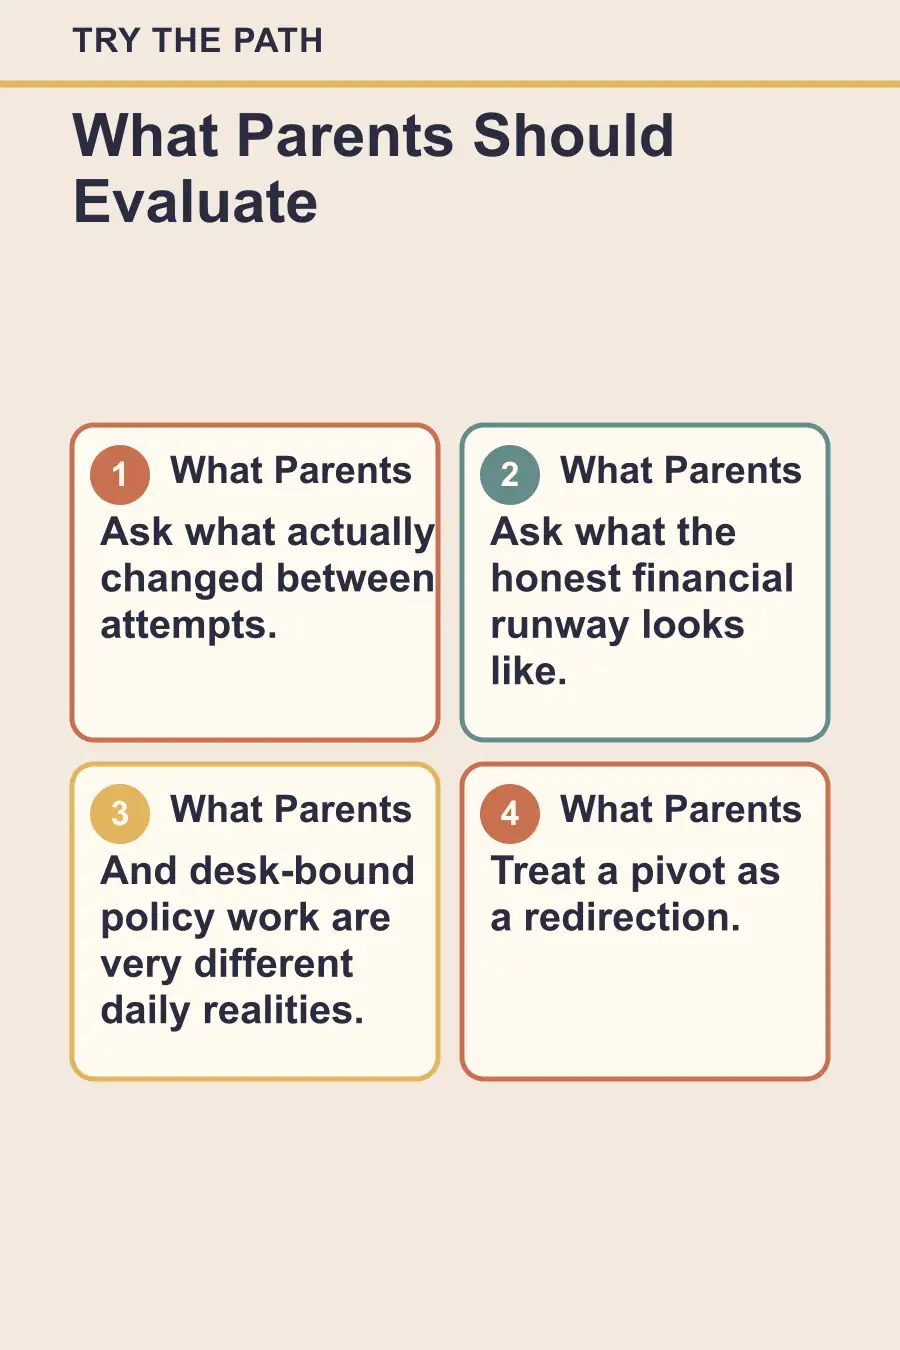 TRY THE PATH
What Parents Should
Evaluate
1
What Parents
Ask what actually
changed between
attempts.
2
What Parents
Ask what the
honest financial
runway looks
like.
3
What Parents
And desk-bound
policy work are
very different
daily realities.
4
What Parents
Treat a pivot as
a redirection.